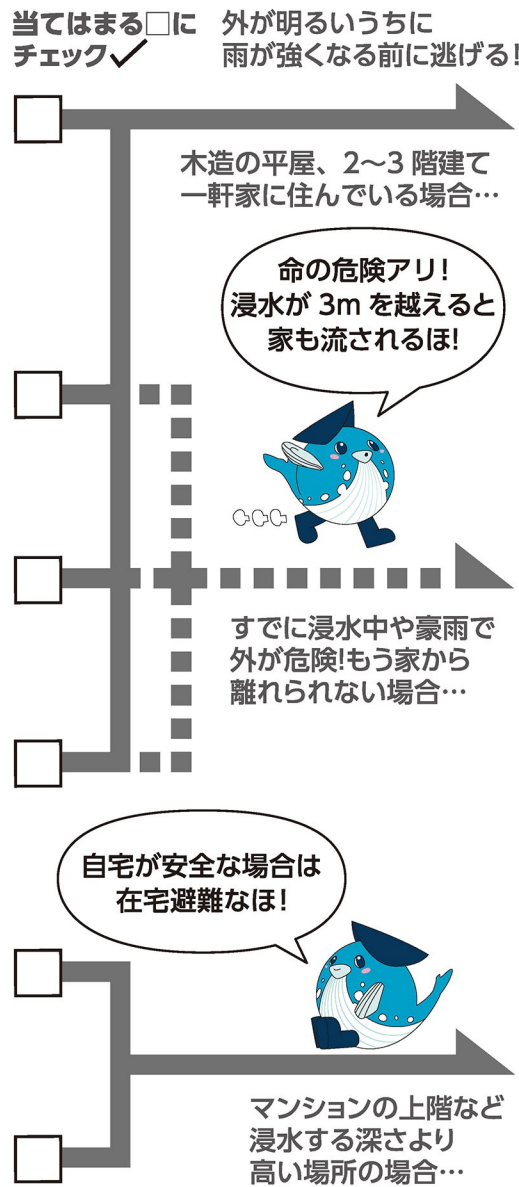 当てはまる□に
チェック✓
外が明るいうちに
雨が強くなる前に逃げる!
木造の平屋、2〜3階建て
一軒家に住んでいる場合…
命の危険アリ!
浸水が 3m を越えると
家も流されるほ!
すでに浸水中や豪雨で
外が危険!もう家から
離れられない場合…
自宅が安全な場合は
在宅避難なほ!
マンションの上階など
浸水する深さより
高い場所の場合…